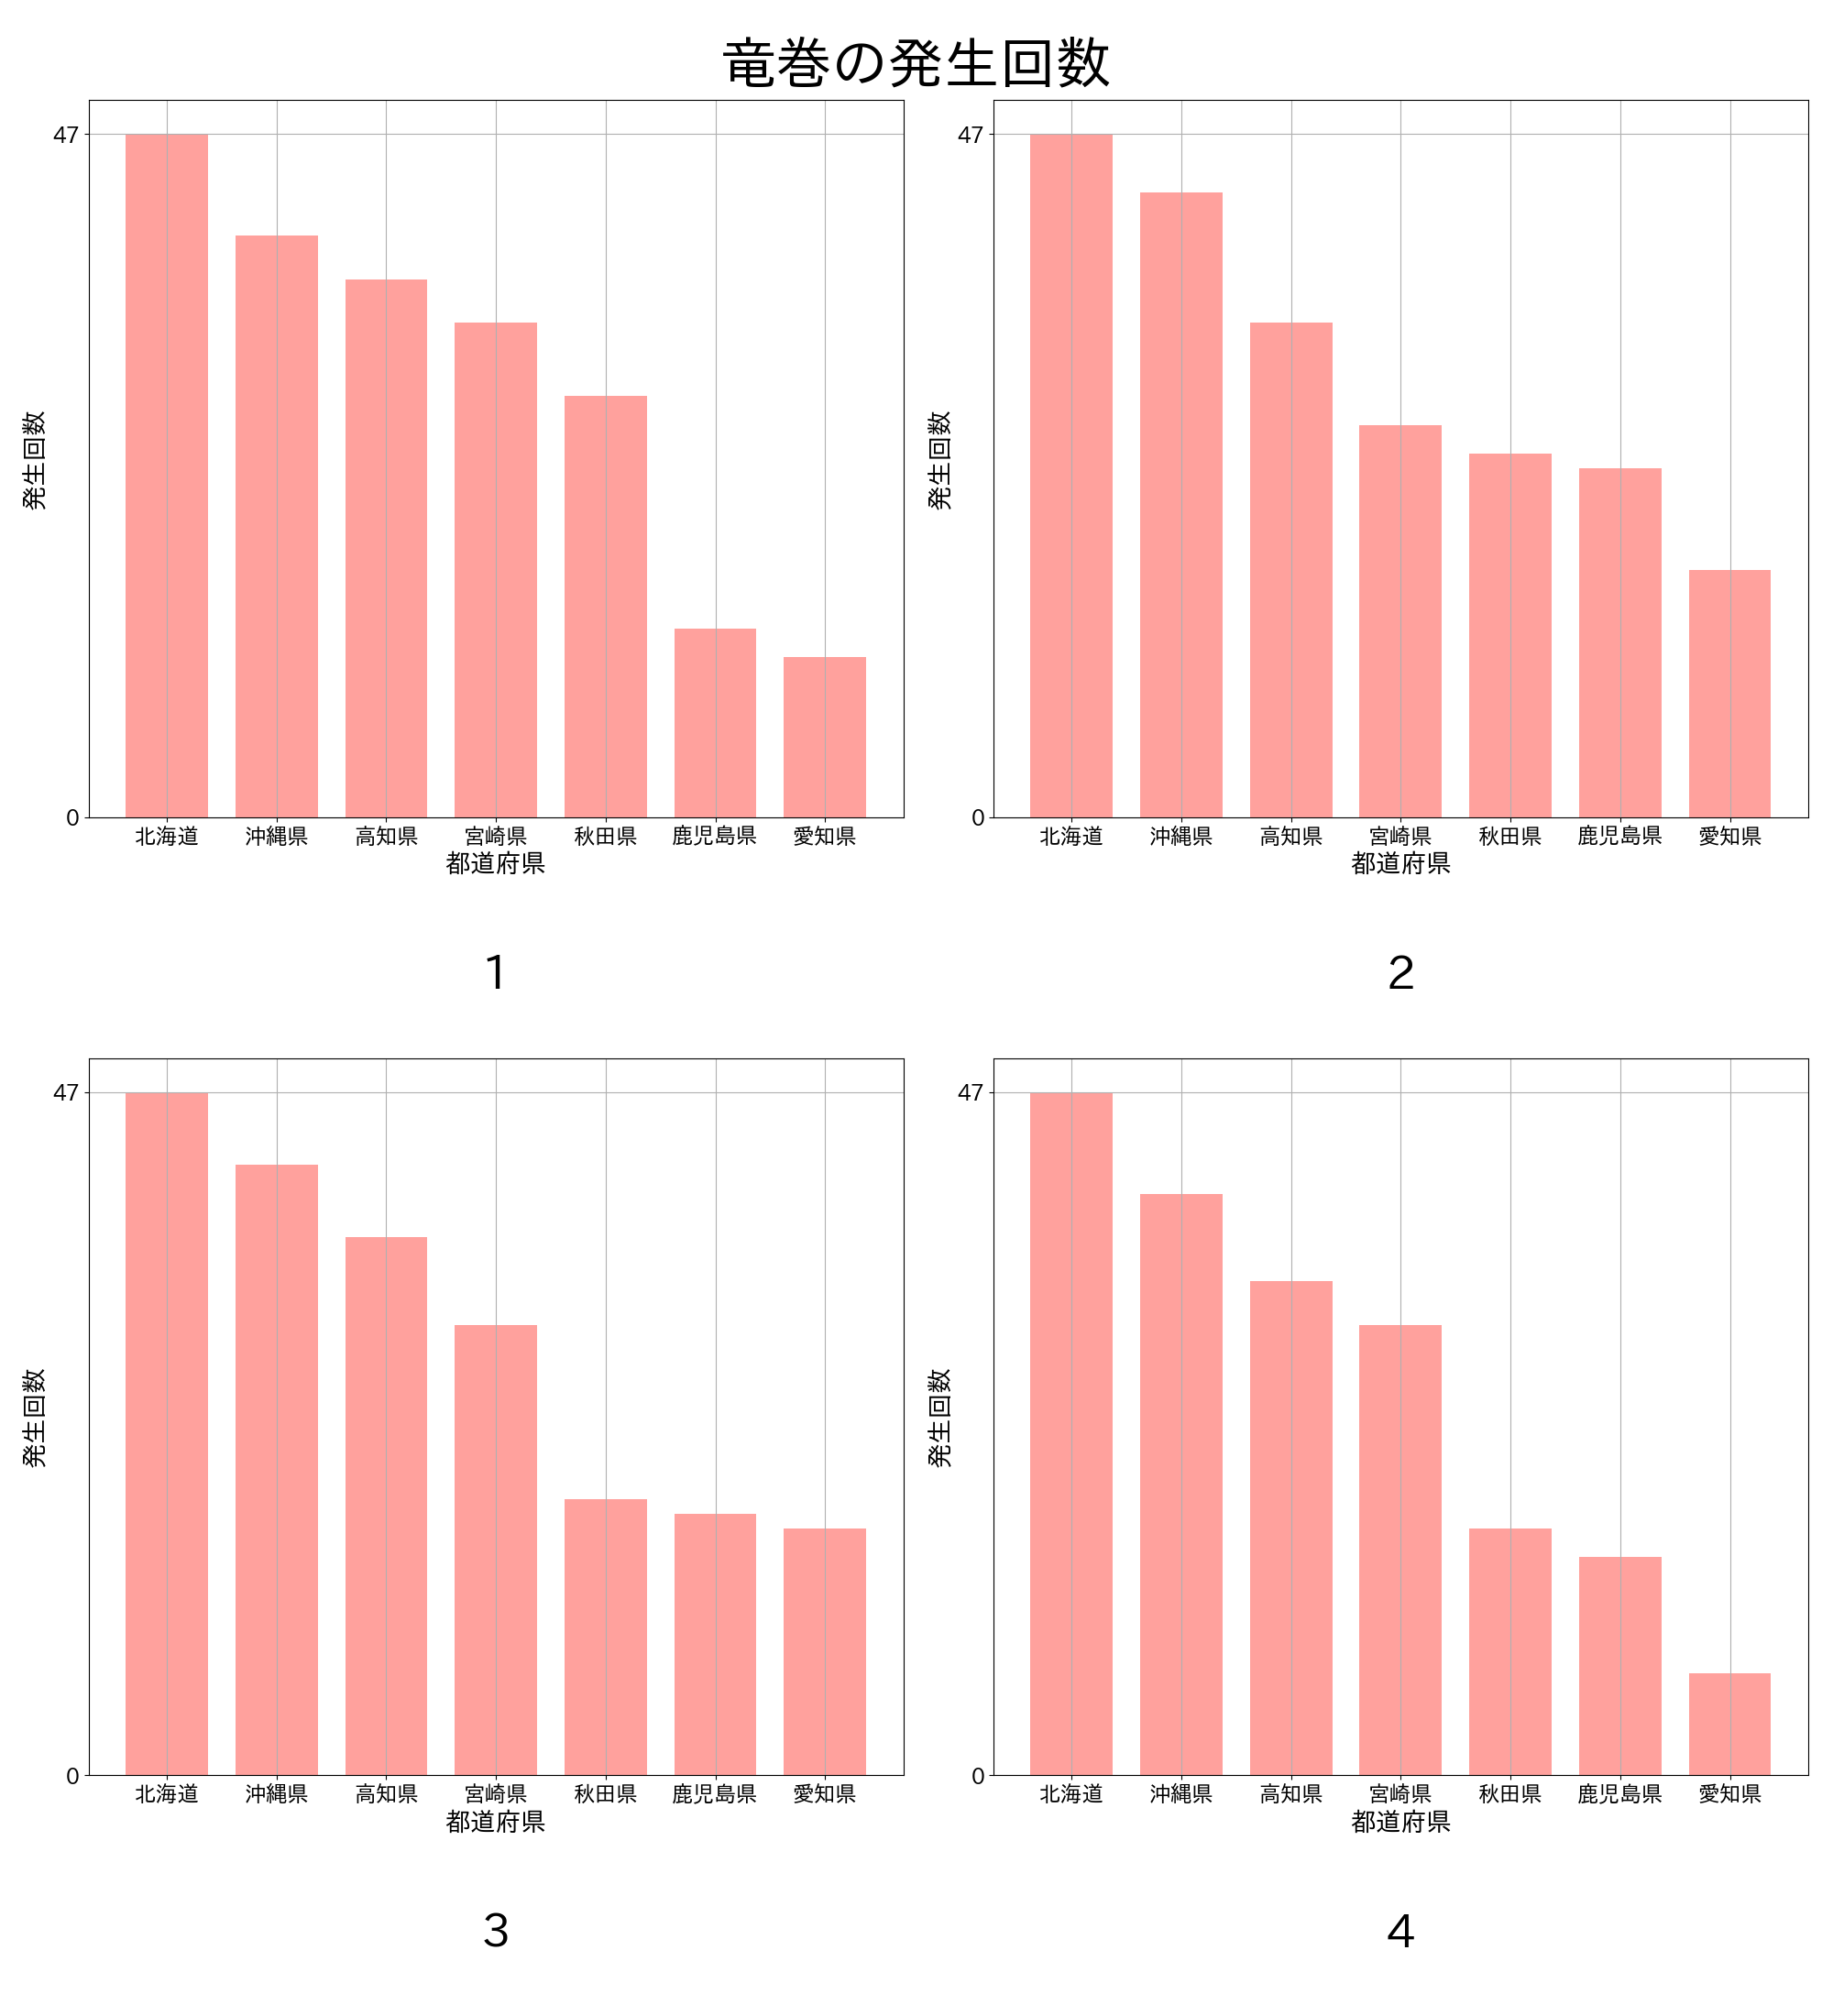 竜巻の発生回数
47
0
発生回数
北海道 沖縄県 高知県 宮崎県 秋田県 鹿児島県 愛知県
都道府県
1
47
0
発生回数
北海道 沖縄県 高知県 宮崎県 秋田県 鹿児島県 愛知県
都道府県
2
47
0
発生回数
北海道 沖縄県 高知県 宮崎県 秋田県 鹿児島県 愛知県
都道府県
3
47
0
発生回数
北海道 沖縄県 高知県 宮崎県 秋田県 鹿児島県 愛知県
都道府県
4